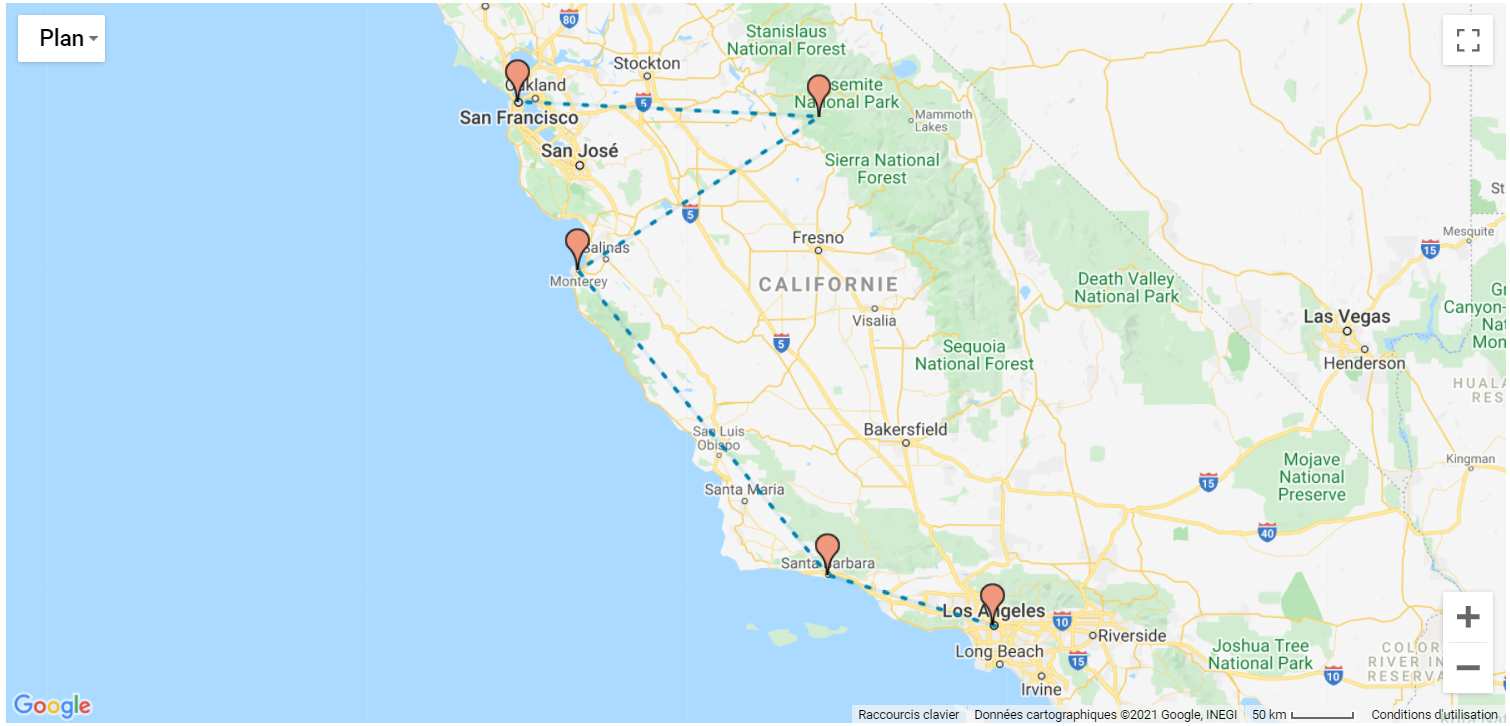 Plan
80
Stanislaus
National Forest
Stockton
Oakland
San Francisco
5
Yosemite
National Park
Mammoth
Lakes
San José
Sierra National
Forest
5
St
Salinas
Monterey
Fresno
Mesquite
15
CALIFORNIE
Death Valley
National Park
Visalia
Las Vegas
Henderson
Gr
Canyon-
Nat
Mon
5
Sequoia
National Forest
HUALA
RES
San Luis
Obispo
Bakersfield
Santa Maria
15
Mojave
National
Preserve
Kingman
40
Santa Barbara
Los Angeles
10
Riverside
Long Beach
15
Irvine
Joshua Tree
National Park
10
COLOR
RIVER IN
RESERVA
Google
Raccourcis clavier
Données cartographiques ©2021 Google, INEGI
50 km
Conditions d'utilisation